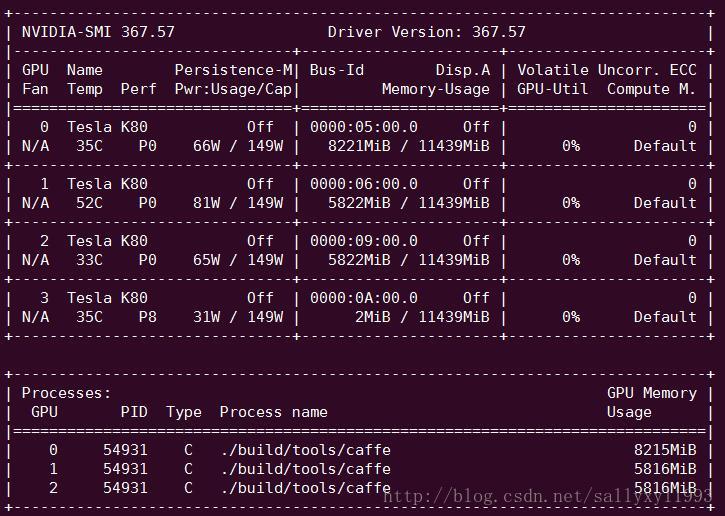 +-----------------------------------------------------------------------------+
| NVIDIA-SMI 367.57                 Driver Version: 367.57                    |
|-------------------------------+----------------------+----------------------+
| GPU  Name        Persistence-M| Bus-Id        Disp.A | Volatile Uncorr. ECC |
| Fan  Temp  Perf  Pwr:Usage/Cap|         Memory-Usage | GPU-Util  Compute M. |
|===============================+======================+======================|
|   0  Tesla K80           Off  | 0000:05:00.0     Off |                    0 |
| N/A   35C    P0    66W / 149W |   8221MiB / 11439MiB |      0%      Default |
+-------------------------------+----------------------+----------------------+
|   1  Tesla K80           Off  | 0000:06:00.0     Off |                    0 |
| N/A   52C    P0    81W / 149W |   5822MiB / 11439MiB |      0%      Default |
+-------------------------------+----------------------+----------------------+
|   2  Tesla K80           Off  | 0000:09:00.0     Off |                    0 |
| N/A   33C    P0    65W / 149W |   5822MiB / 11439MiB |      0%      Default |
+-------------------------------+----------------------+----------------------+
|   3  Tesla K80           Off  | 0000:0A:00.0     Off |                    0 |
| N/A   35C    P8    31W / 149W |      2MiB / 11439MiB |      0%      Default |
+-------------------------------+----------------------+----------------------+
+-----------------------------------------------------------------------------+
| Processes:                                                       GPU Memory |
|  GPU       PID  Type  Process name                               Usage      |
|=============================================================================|
|    0     54931    C   ./build/tools/caffe                           8215MiB |
|    1     54931    C   ./build/tools/caffe                           5816MiB |
|    2     54931    C   ./build/tools/caffe                           5816MiB |
+-----------------------------------------------------------------------------+
http://blog.csdn.net/sallyxyl1993